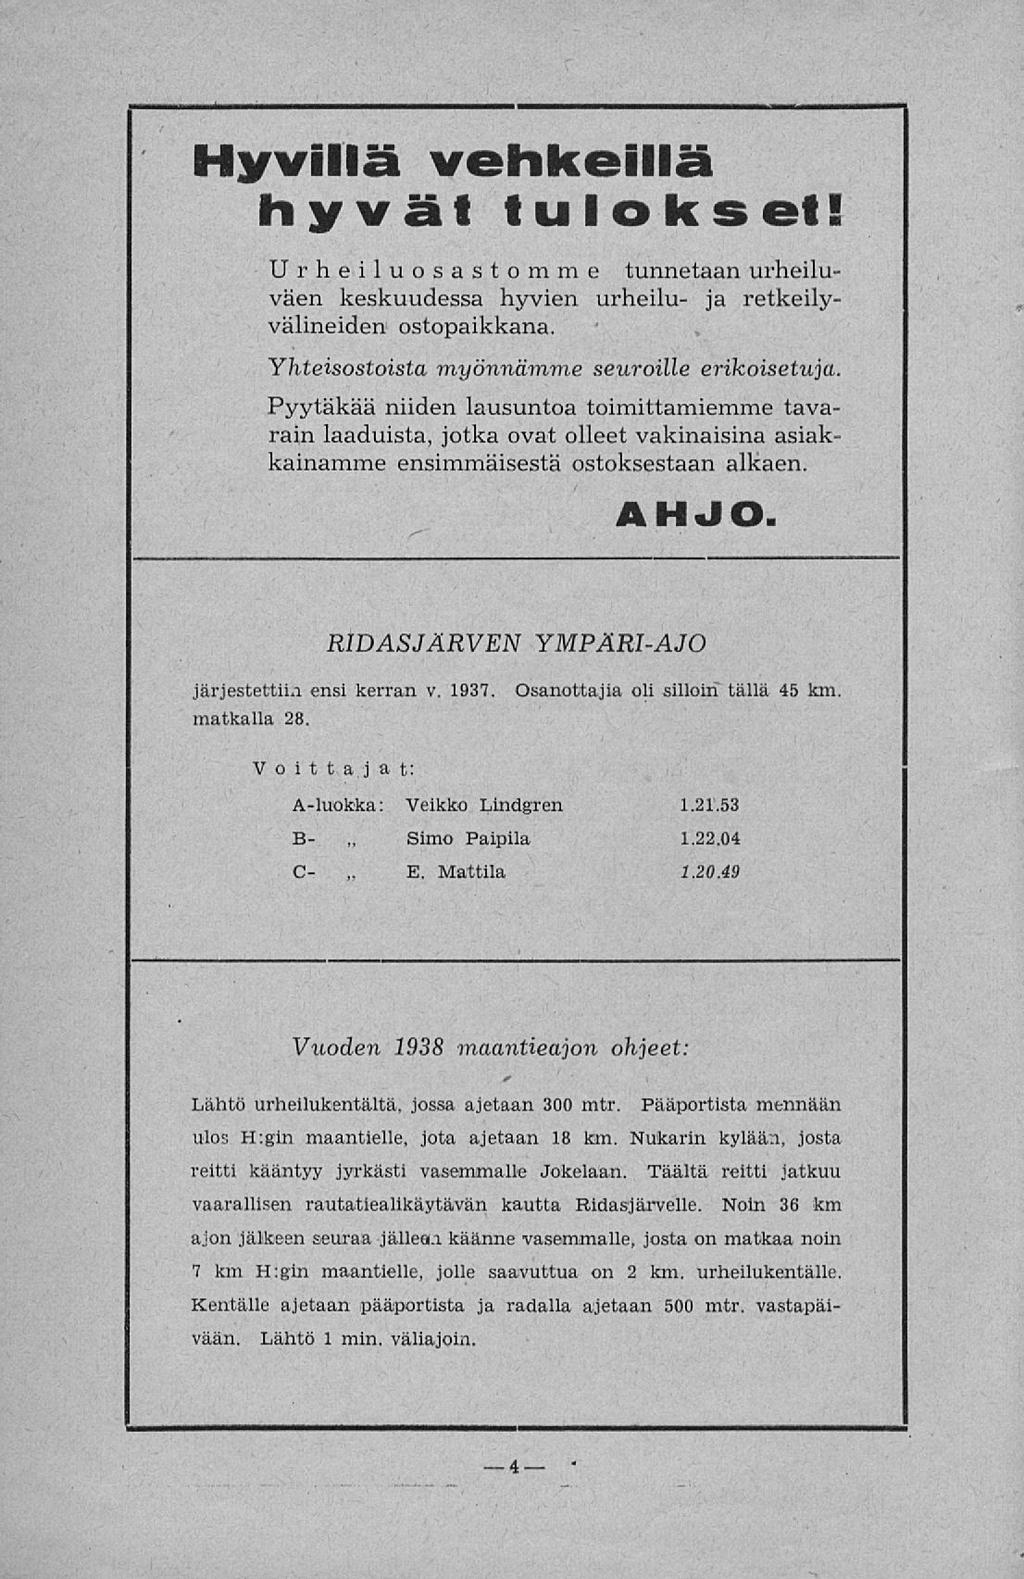 Hyvillä vehkeillä
hyvät tulokset!
Urheiluosastomme tunnetaan urheilu-
väen keskuudessa hyvien urheilu- ja retkeily-
välineiden ostopaikkana.
Yhteisostoista myönnämme seuroille erikoisetuja.
Pyytäkää niiden lausuntoa toimittamiemme tava-
rain laaduista, jotka ovat olleet vakinaisina asiak-
kainamme ensimmäisestä ostoksestaan alkaen.
AHJO.
RIDASJÄRVEN YMPÄRI-AJO
järjestettiin ensi kerran v. 1937. Osanottajia oli silloin tällä 45 km.
matkalla 28.
Voittajat:
A-luokka: Veikko Lindgren 1.21.53
B- „ Simo Paipila 1.22.04
C- „ E. Mattila 1.20.49
Vuoden 1938 maantieajon ohjeet:
Lähtö urheilukentältä, jossa ajetaan 300 mtr. Pääportista mennään
ulos H:gin maantielle, jota ajetaan 18 km. Nukarin kylään, josta
reitti kääntyy jyrkästi vasemmalle Jokelaan. Täältä reitti jatkuu
vaarallisen rautatiealikäytävän kautta Ridasjärvelle. Noin 36 km
ajon jälkeen seuraa jälleen käänne vasemmalle, josta on matkaa noin
7 km H:gin maantielle, jolle saavuttua on 2 km. urheilukentälle.
Kentälle ajetaan pääportista ja radalla ajetaan 500 mtr. vastapäi-
vään. Lähtö 1 min. väliajoin.
— 4 —